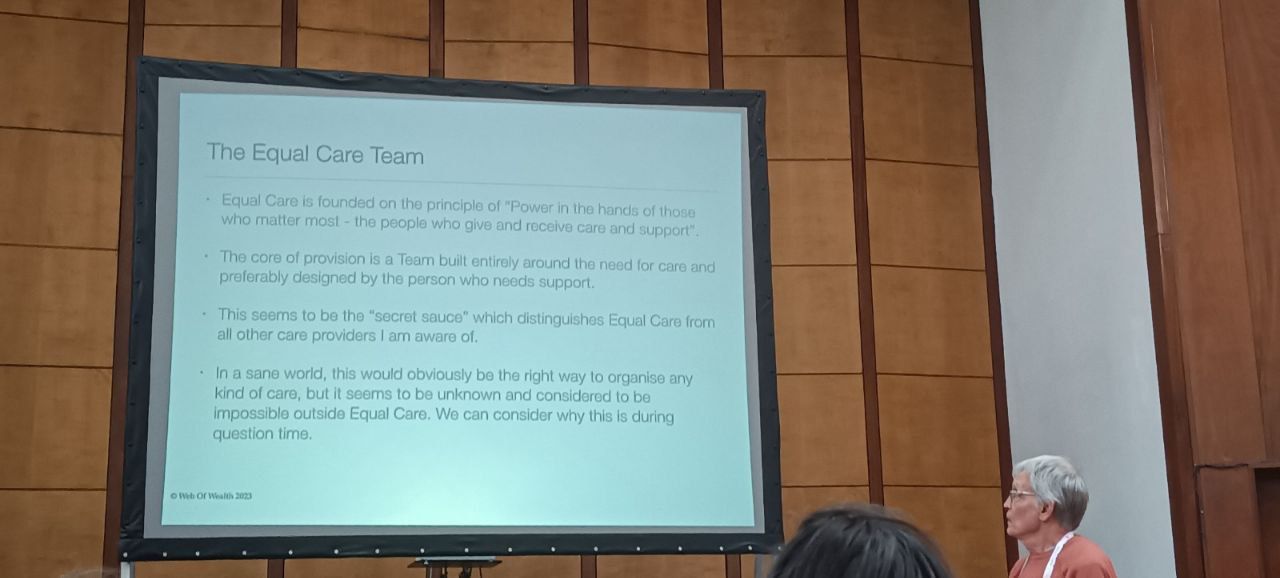 The Equal Care Team
· Equal Care is founded on the principle of "Power in the hands of those
who matter most - the people who give and receive care and support".
· The core of provision is a Team built entirely around the need for care and
preferably designed by the person who needs support.
· This seems to be the "secret sauce" which distinguishes Equal Care from
all other care providers I am aware of.
· In a sane world, this would obviously be the right way to organise any
kind of care, but it seems to be unknown and considered to be
impossible outside Equal Care. We can consider why this is during
question time.
© Web Of Wealth 2023